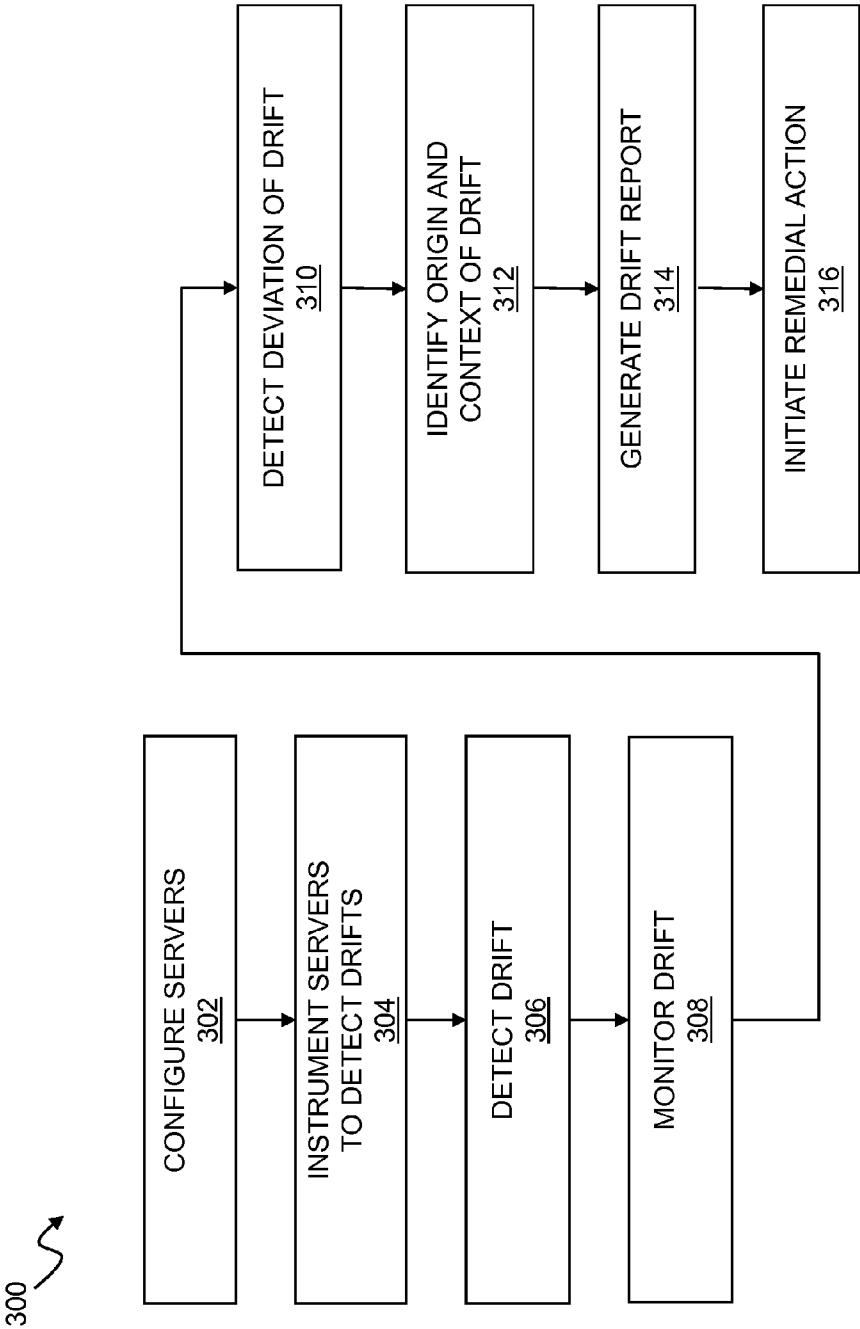 300
CONFIGURE SERVERS
302
INSTRUMENT SERVERS
TO DETECT DRIFTS
304
DETECT DRIFT
306
MONITOR DRIFT
308
DETECT DEVIATION OF DRIFT
310
IDENTIFY ORIGIN AND
CONTEXT OF DRIFT
312
GENERATE DRIFT REPORT
314
INITIATE REMEDIAL ACTION
316